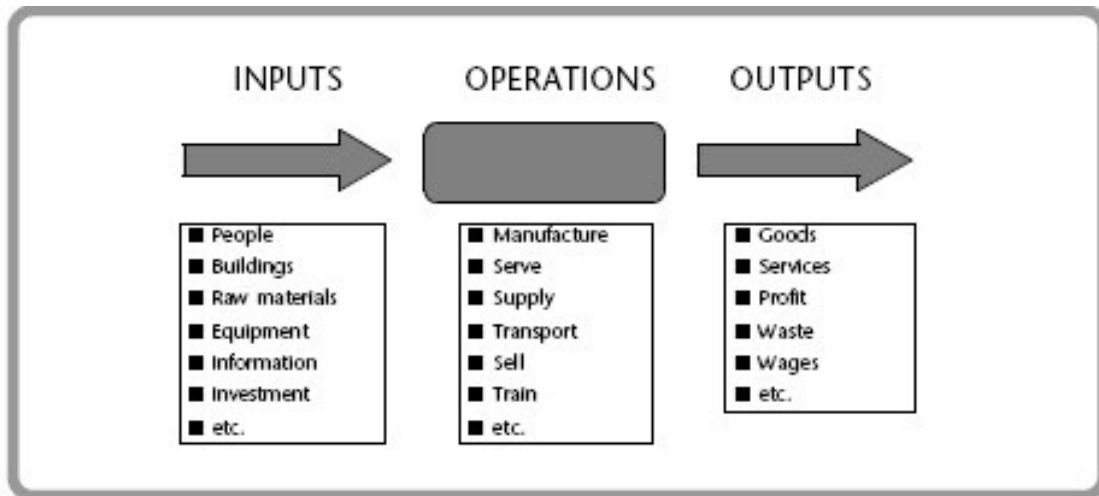 INPUTS OPERATIONS OUTPUTS
■ People
■ Buildings
■ Raw materials
■ Equipment
■ Information
■ Investment
■ etc.
■ Manufacture
■ Serve
■ Supply
■ Transport
■ Sell
■ Train
■ etc.
■ Goods
■ Services
■ Profit
■ Waste
■ Wages
■ etc.